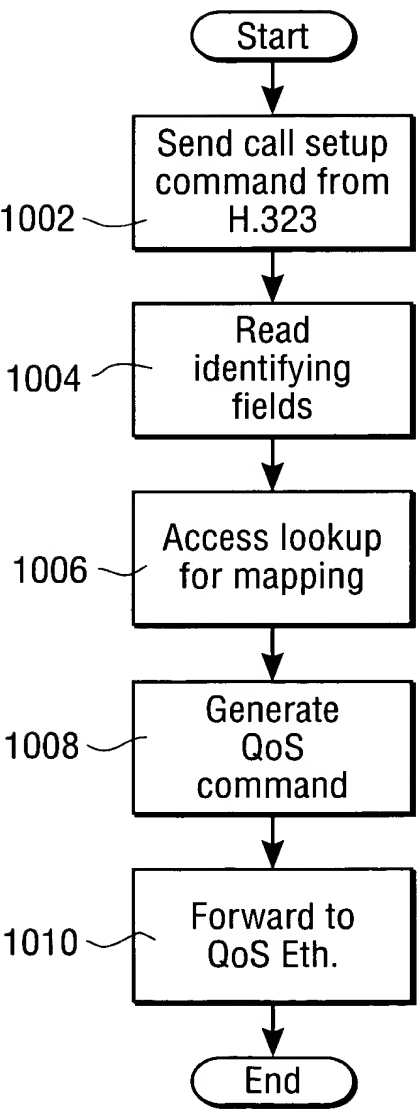 Start
Send call setup
command from
1002
H.323
Read
1004
identifying
fields
Access lookup
1006
for mapping
Generate
1008
QoS
command
Forward to
1010
QoS Eth.
End